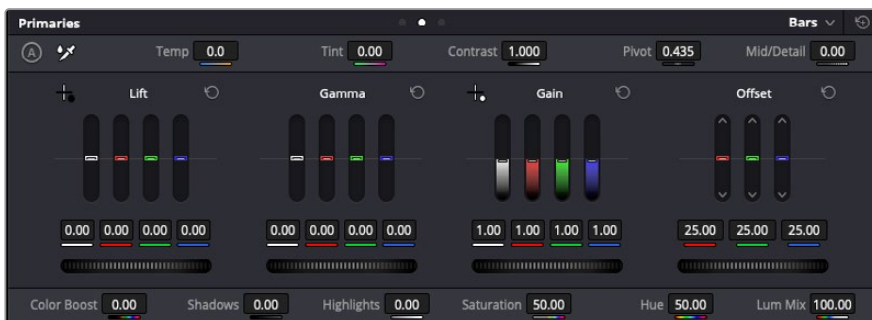 Primaries Bars
A Temp 0.0 Tint 0.00 Contrast 1.000 Pivot 0.435 Mid/Detail 0.00
Lift Gamma Gain Offset
0.00 0.00 0.00 0.00 0.00 0.00 0.00 0.00 1.00 1.00 1.00 1.00 25.00 25.00 25.00
Color Boost 0.00 Shadows 0.00 Highlights 0.00 Saturation 50.00 Hue 50.00 Lum Mix 100.00